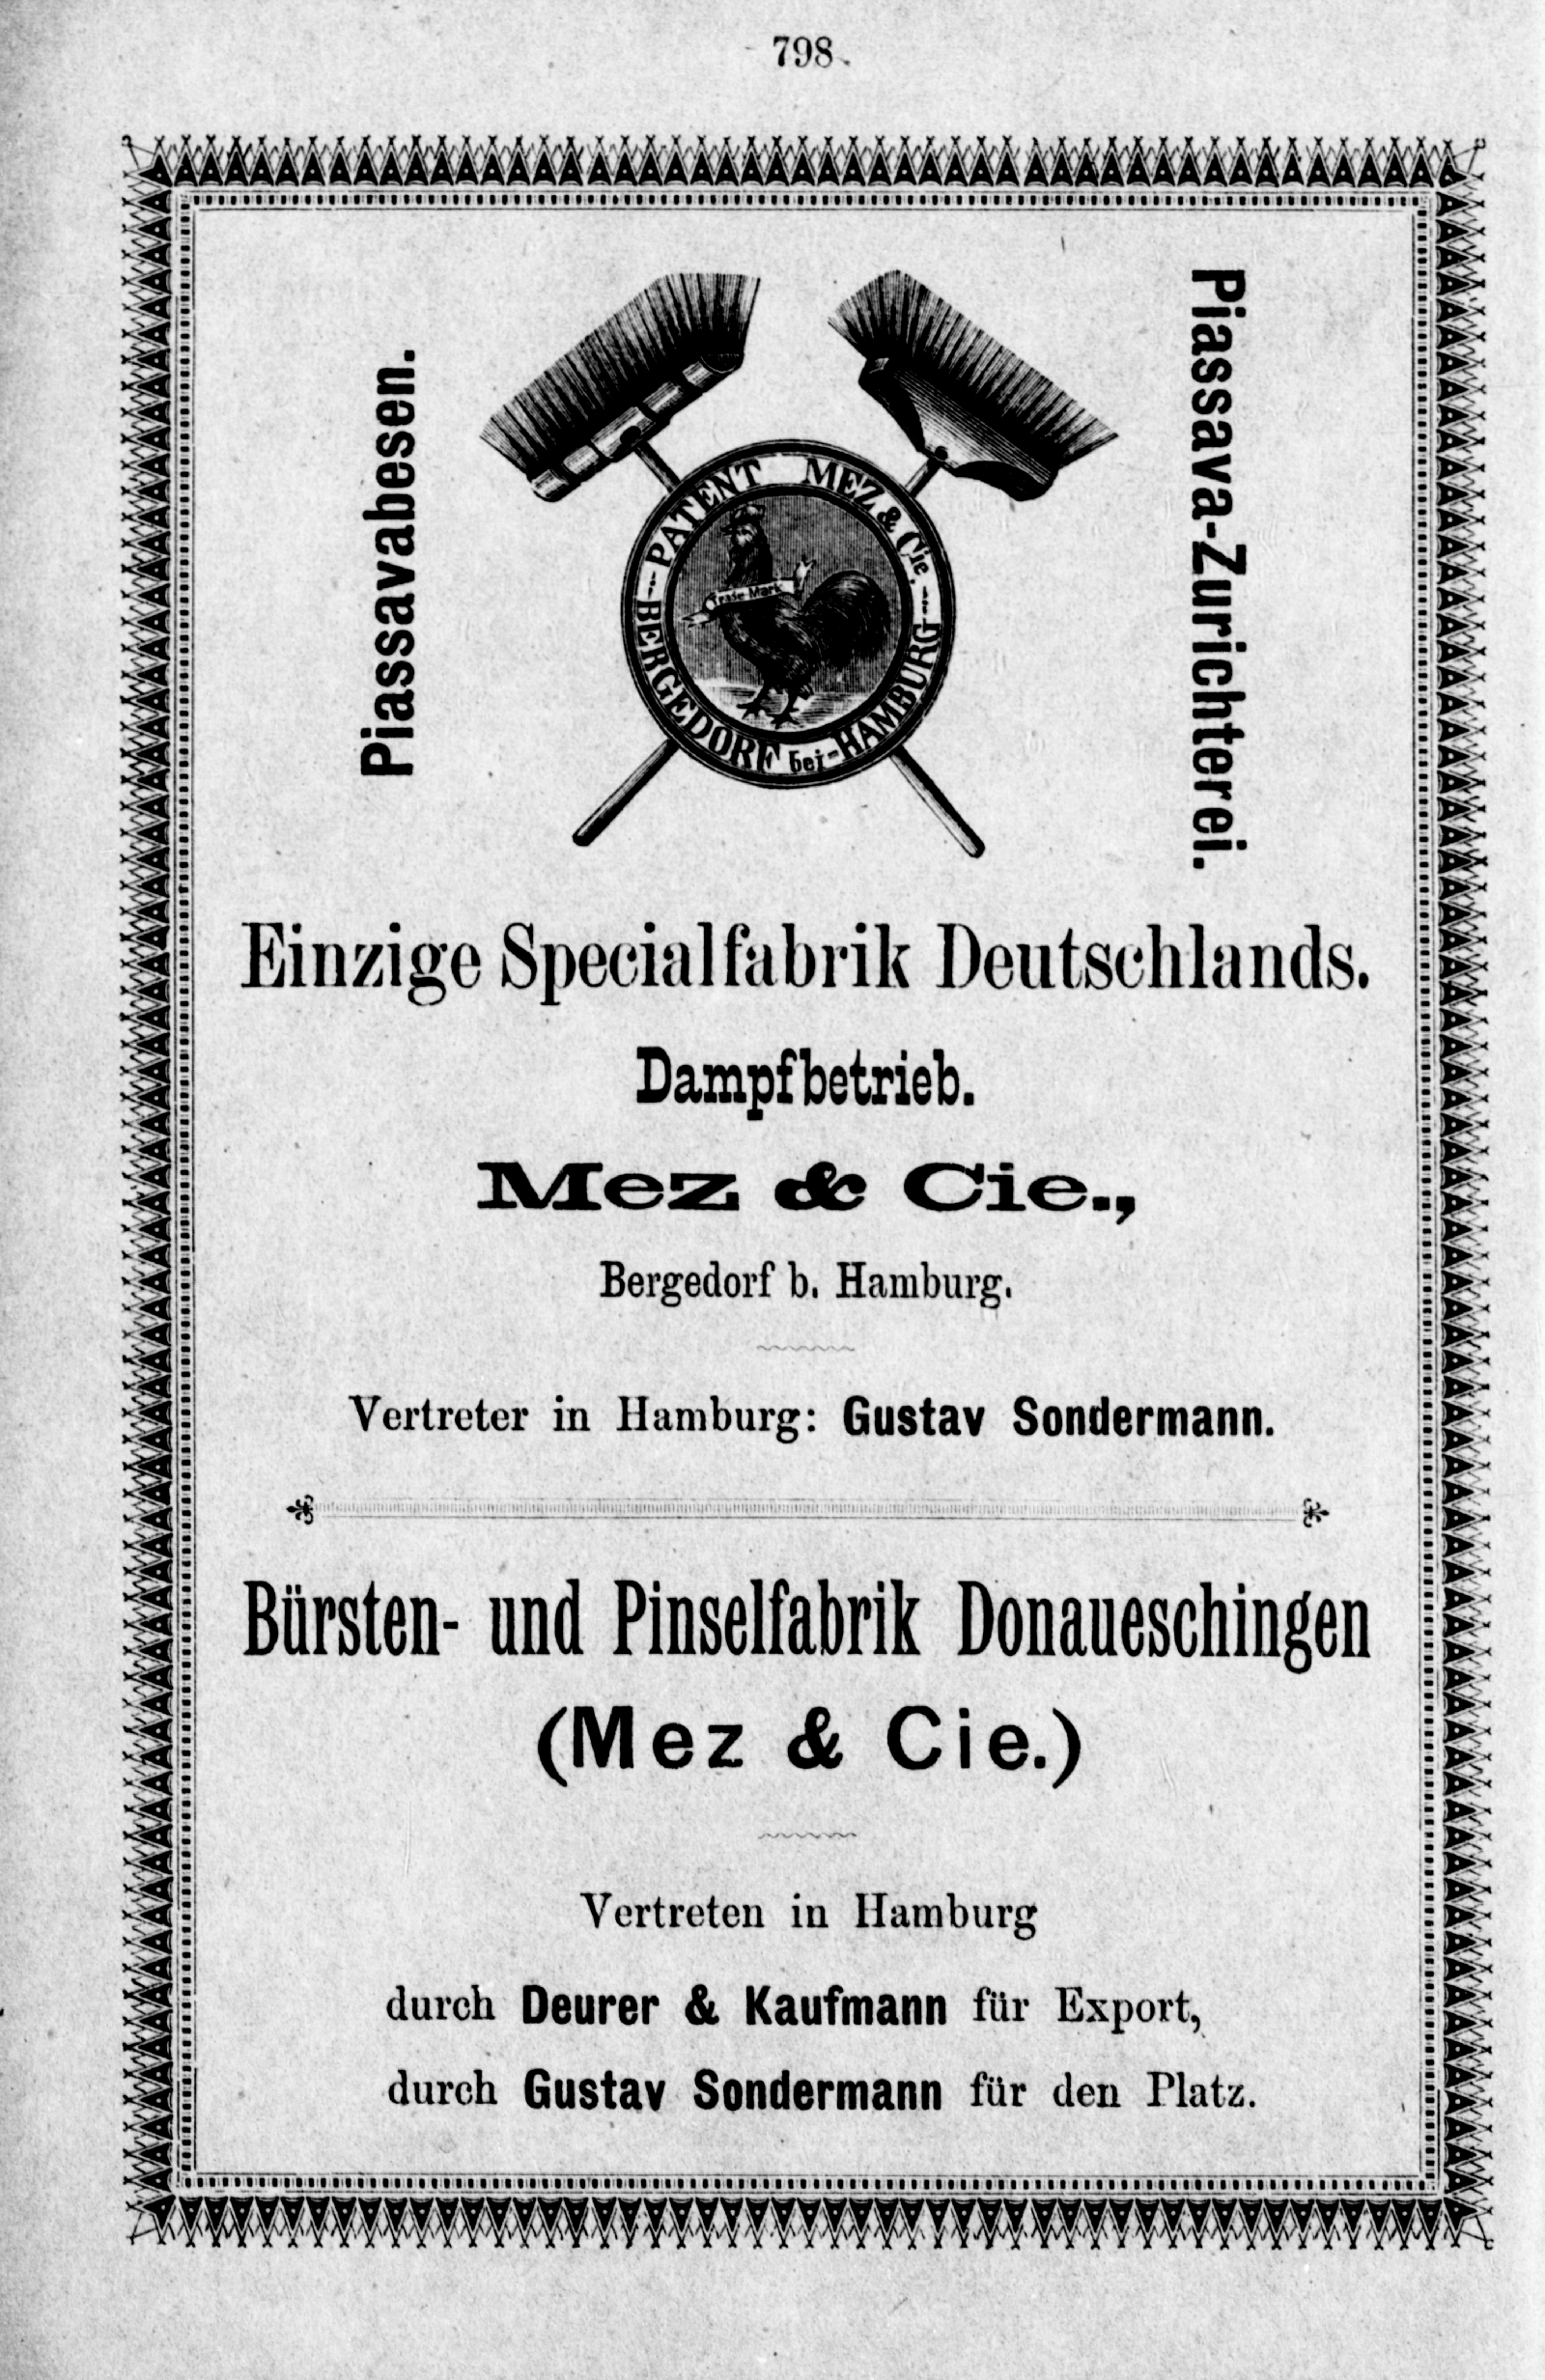 798.
Piassavabesen.
PATENT MEZ & Cie.
Trade Mark
BERGEDORF bei HAMBURG
Piassava-Zurichterei.
Einzige Specialfabrik Deutschlands.
Dampfbetrieb.
Mez & Cie.,
Bergedorf b. Hamburg.
Vertreter in Hamburg: Gustav Sondermann.
Bürsten- und Pinselfabrik Donaueschingen
(Mez & Cie.)
Vertreten in Hamburg
durch Deurer & Kaufmann für Export,
durch Gustav Sondermann für den Platz.